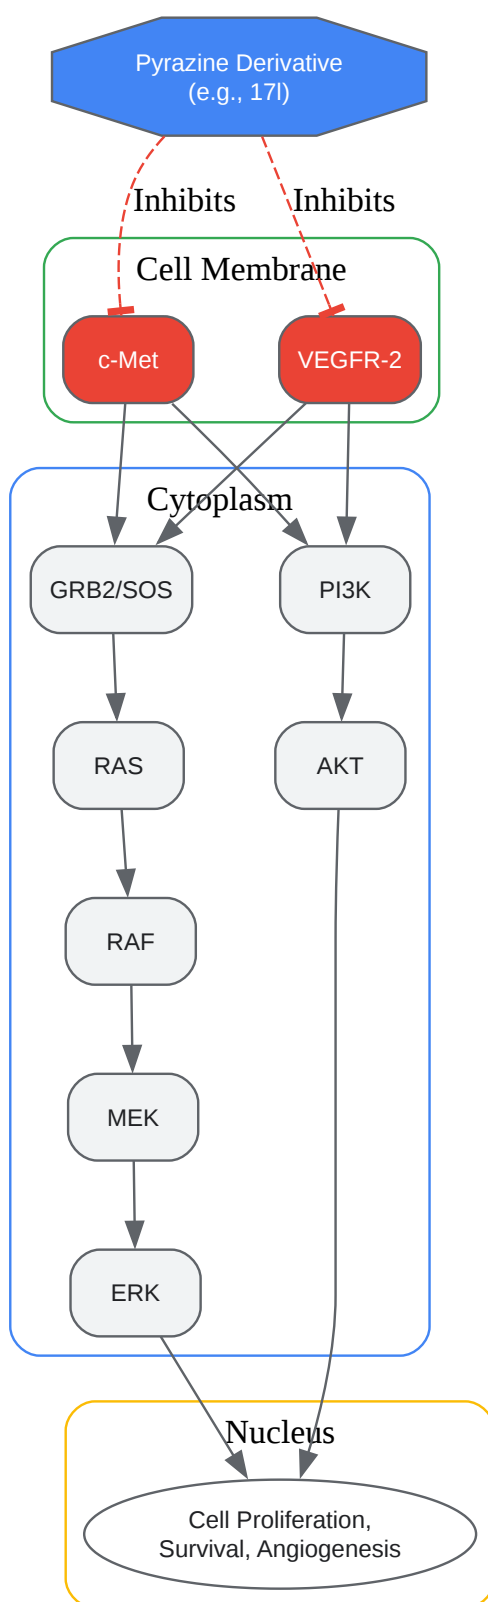 Pyrazine Derivative
(e.g., 17l)
Inhibits
Inhibits
Cell Membrane
c-Met
VEGFR-2
Cytoplasm
GRB2/SOS
PI3K
RAS
AKT
RAF
MEK
ERK
Nucleus
Cell Proliferation,
Survival, Angiogenesis